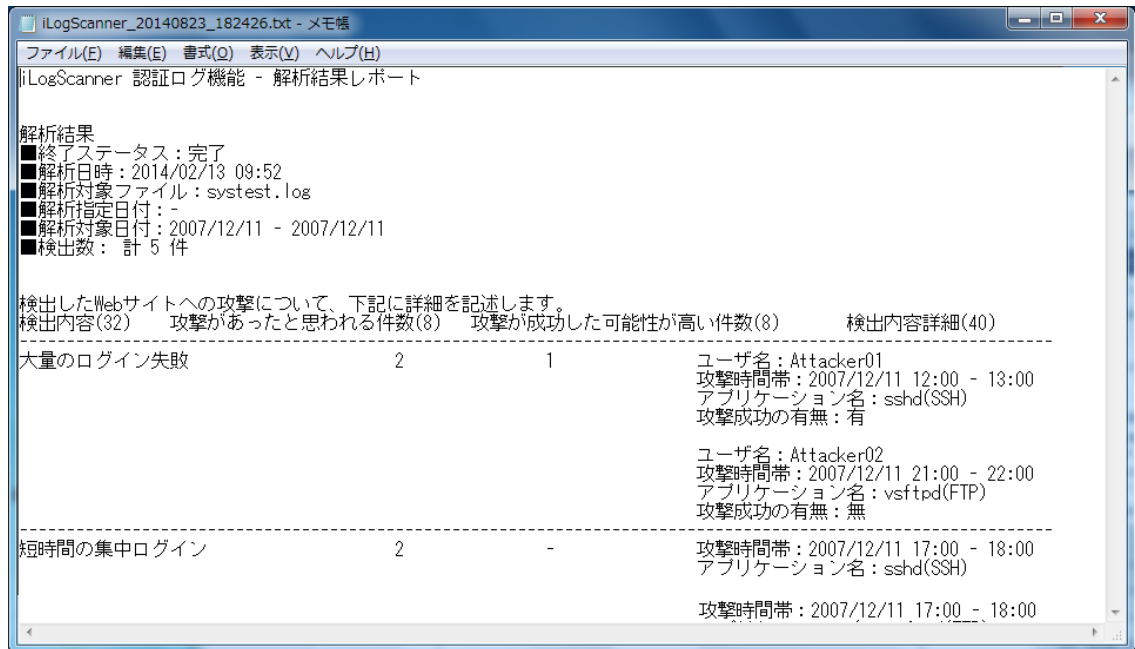 iLogScanner_20140823_182426.txt - メモ帳
ファイル(F) 編集(E) 書式(O) 表示(V) ヘルプ(H)
iLogScanner 認証ログ機能 - 解析結果レポート
解析結果
■終了ステータス：完了
■解析日時：2014/02/13 09:52
■解析対象ファイル：systest.log
■解析指定日付：-
■解析対象日付：2007/12/11 - 2007/12/11
■検出数： 計 5 件
検出したWebサイトへの攻撃について、下記に詳細を記述します。
検出内容(32) 攻撃があったと思われる件数(8) 攻撃が成功した可能性が高い件数(8) 検出内容詳細(40)
--------------------------------------------------------------------------------
大量のログイン失敗 2 1 ユーザ名：Attacker01
攻撃時間帯：2007/12/11 12:00 - 13:00
アプリケーション名：sshd(SSH)
攻撃成功の有無：有
ユーザ名：Attacker02
攻撃時間帯：2007/12/11 21:00 - 22:00
アプリケーション名：vsftpd(FTP)
攻撃成功の有無：無
--------------------------------------------------------------------------------
短時間の集中ログイン 2 - 攻撃時間帯：2007/12/11 17:00 - 18:00
アプリケーション名：sshd(SSH)
攻撃時間帯：2007/12/11 17:00 - 18:00